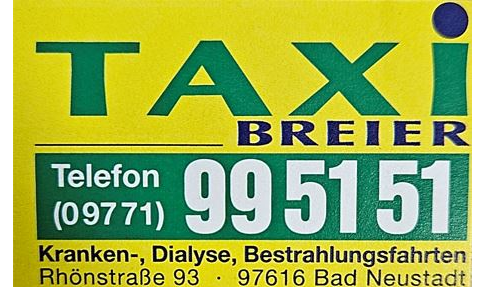 TAXi
BREIER
Telefon
(09771) 99 51 51
Kranken-, Dialyse, Bestrahlungsfahrten
Rhönstraße 93 · 97616 Bad Neustadt